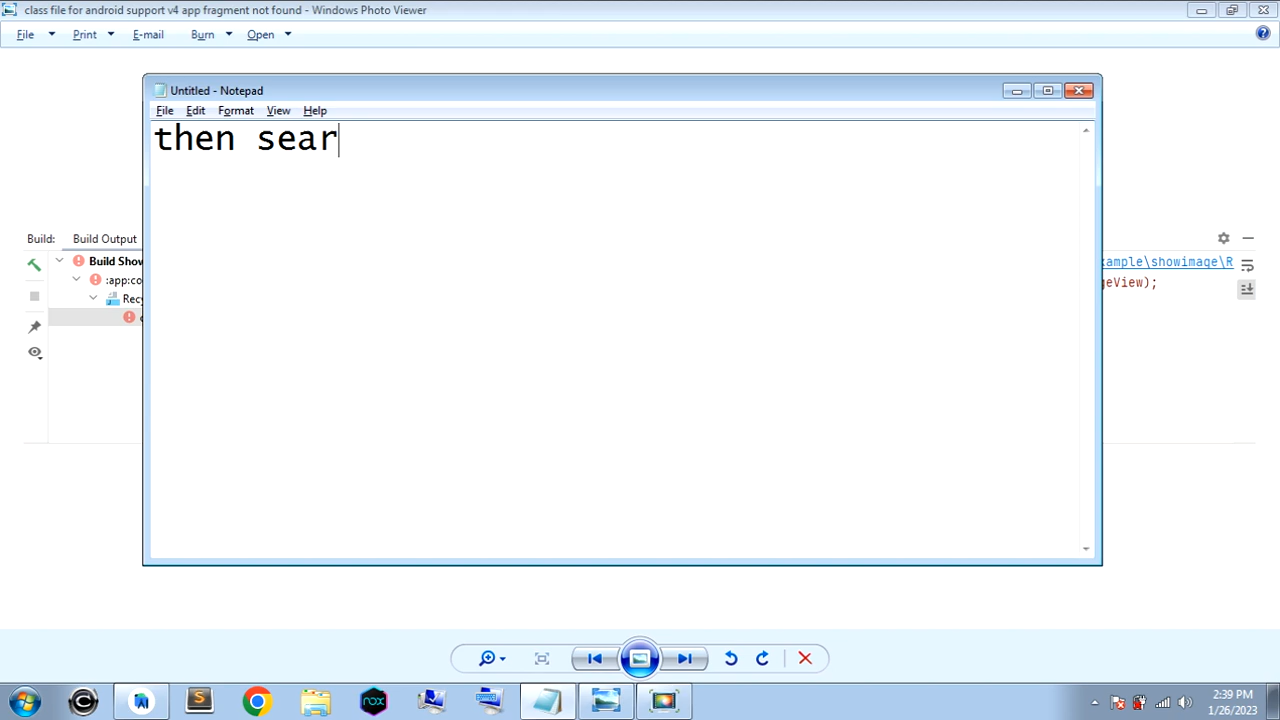 class file for android support v4 app fragment not found - Windows Photo Viewer
File Print E-mail Burn Open
Untitled - Notepad
File Edit Format View Help
then sear
Build: Build Output
Build Show
:app:co
Recy
ample\showimage\R
geView);
2:39 PM
1/26/2023